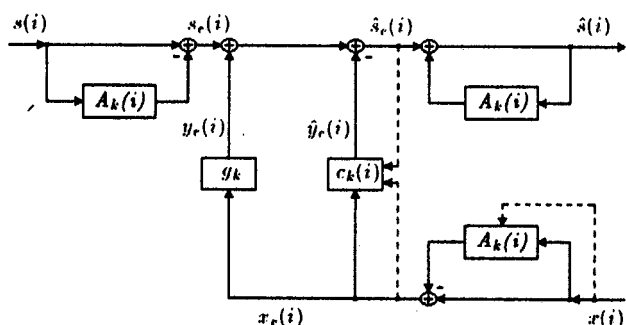 s(i)
s_e(i)
ŝ_e(i)
ŝ(i)
-
-
A_k(i)
A_k(i)
y_e(i)
ŷ_e(i)
g_k
c_k(i)
A_k(i)
-
x_e(i)
x(i)